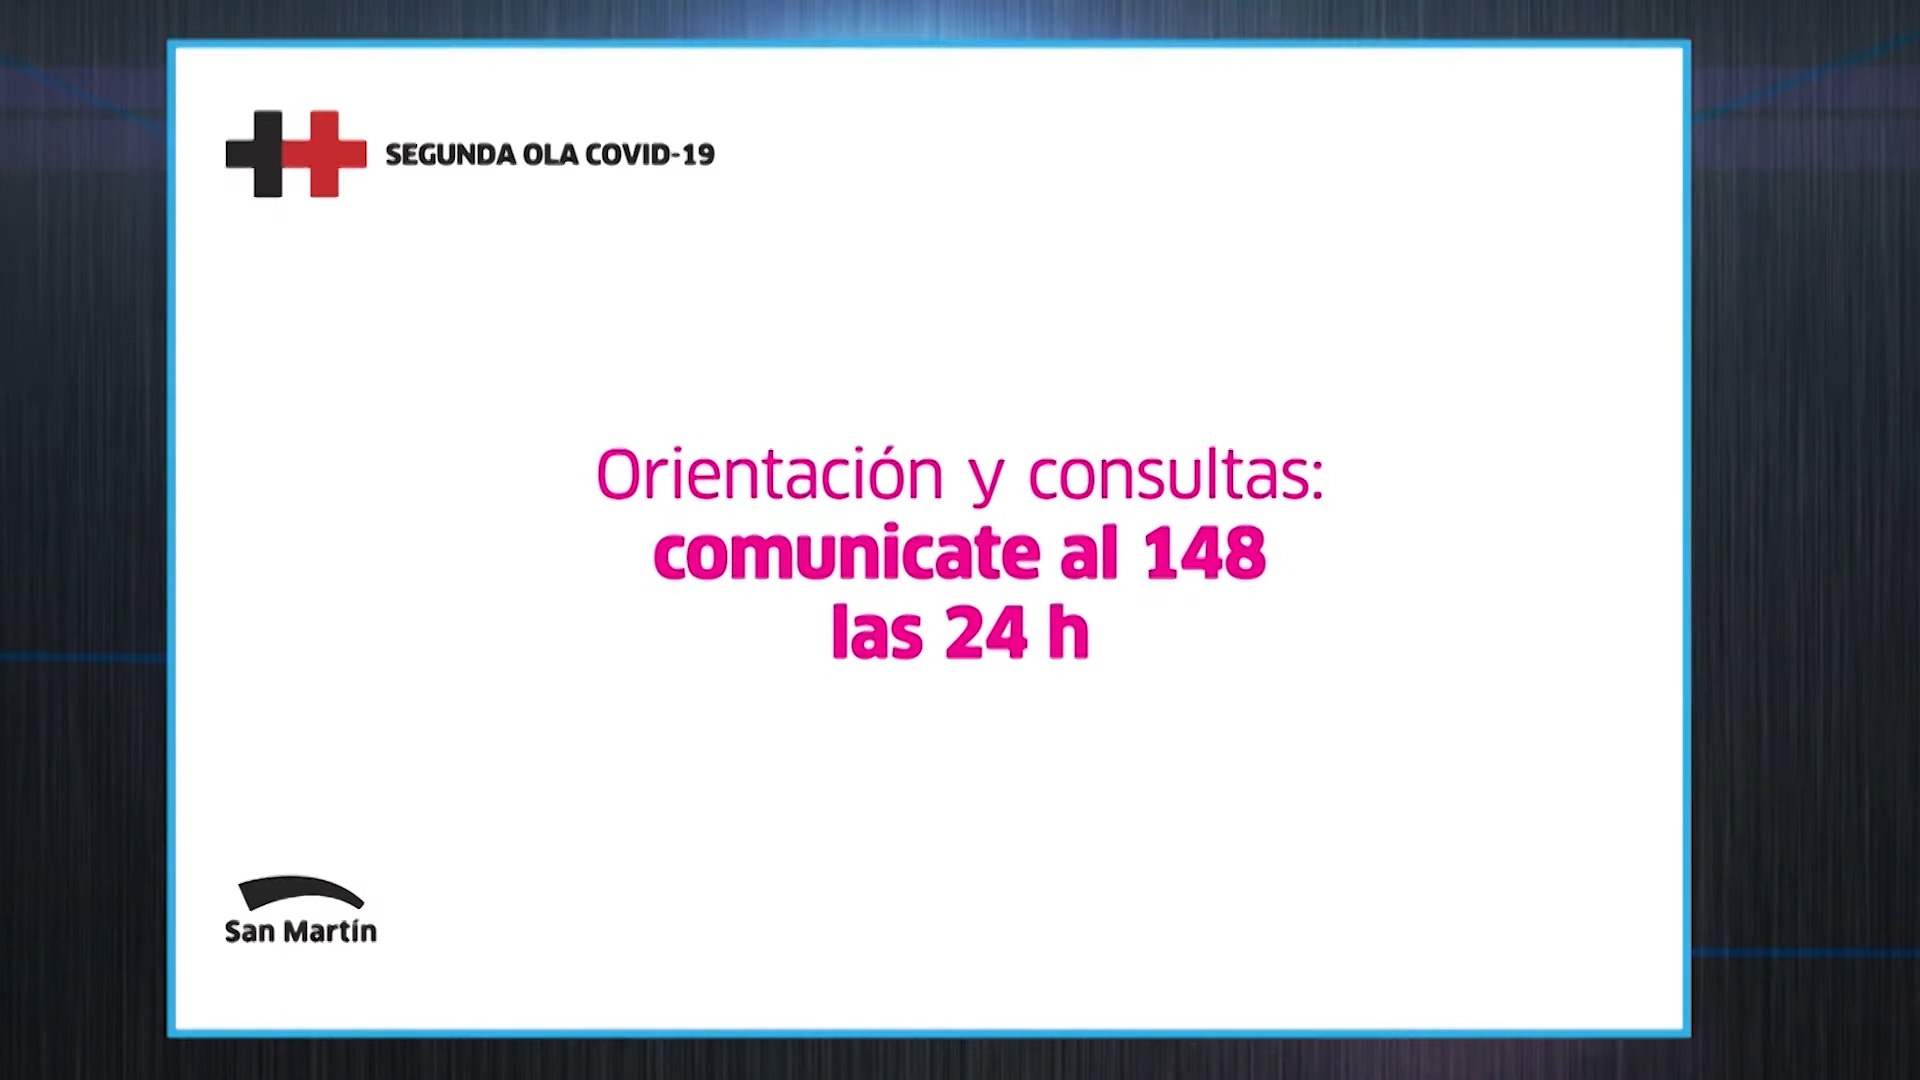 SEGUNDA OLA COVID-19
Orientación y consultas:
comunicate al 148
las 24 h
San Martín